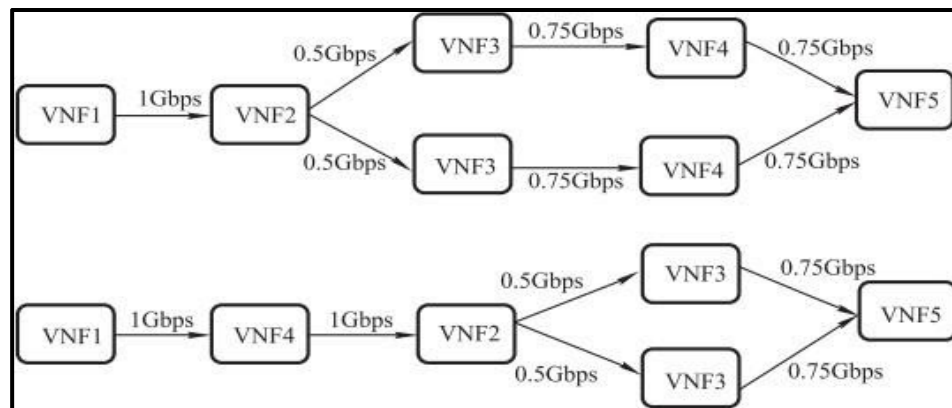 VNF3
0.75Gbps
VNF4
0.5Gbps
0.75Gbps
VNF1
1Gbps
VNF2
VNF5
0.5Gbps
VNF3
0.75Gbps
VNF4
0.75Gbps
VNF3
0.5Gbps
0.75Gbps
VNF1
1Gbps
VNF4
1Gbps
VNF2
VNF5
0.5Gbps
VNF3
0.75Gbps